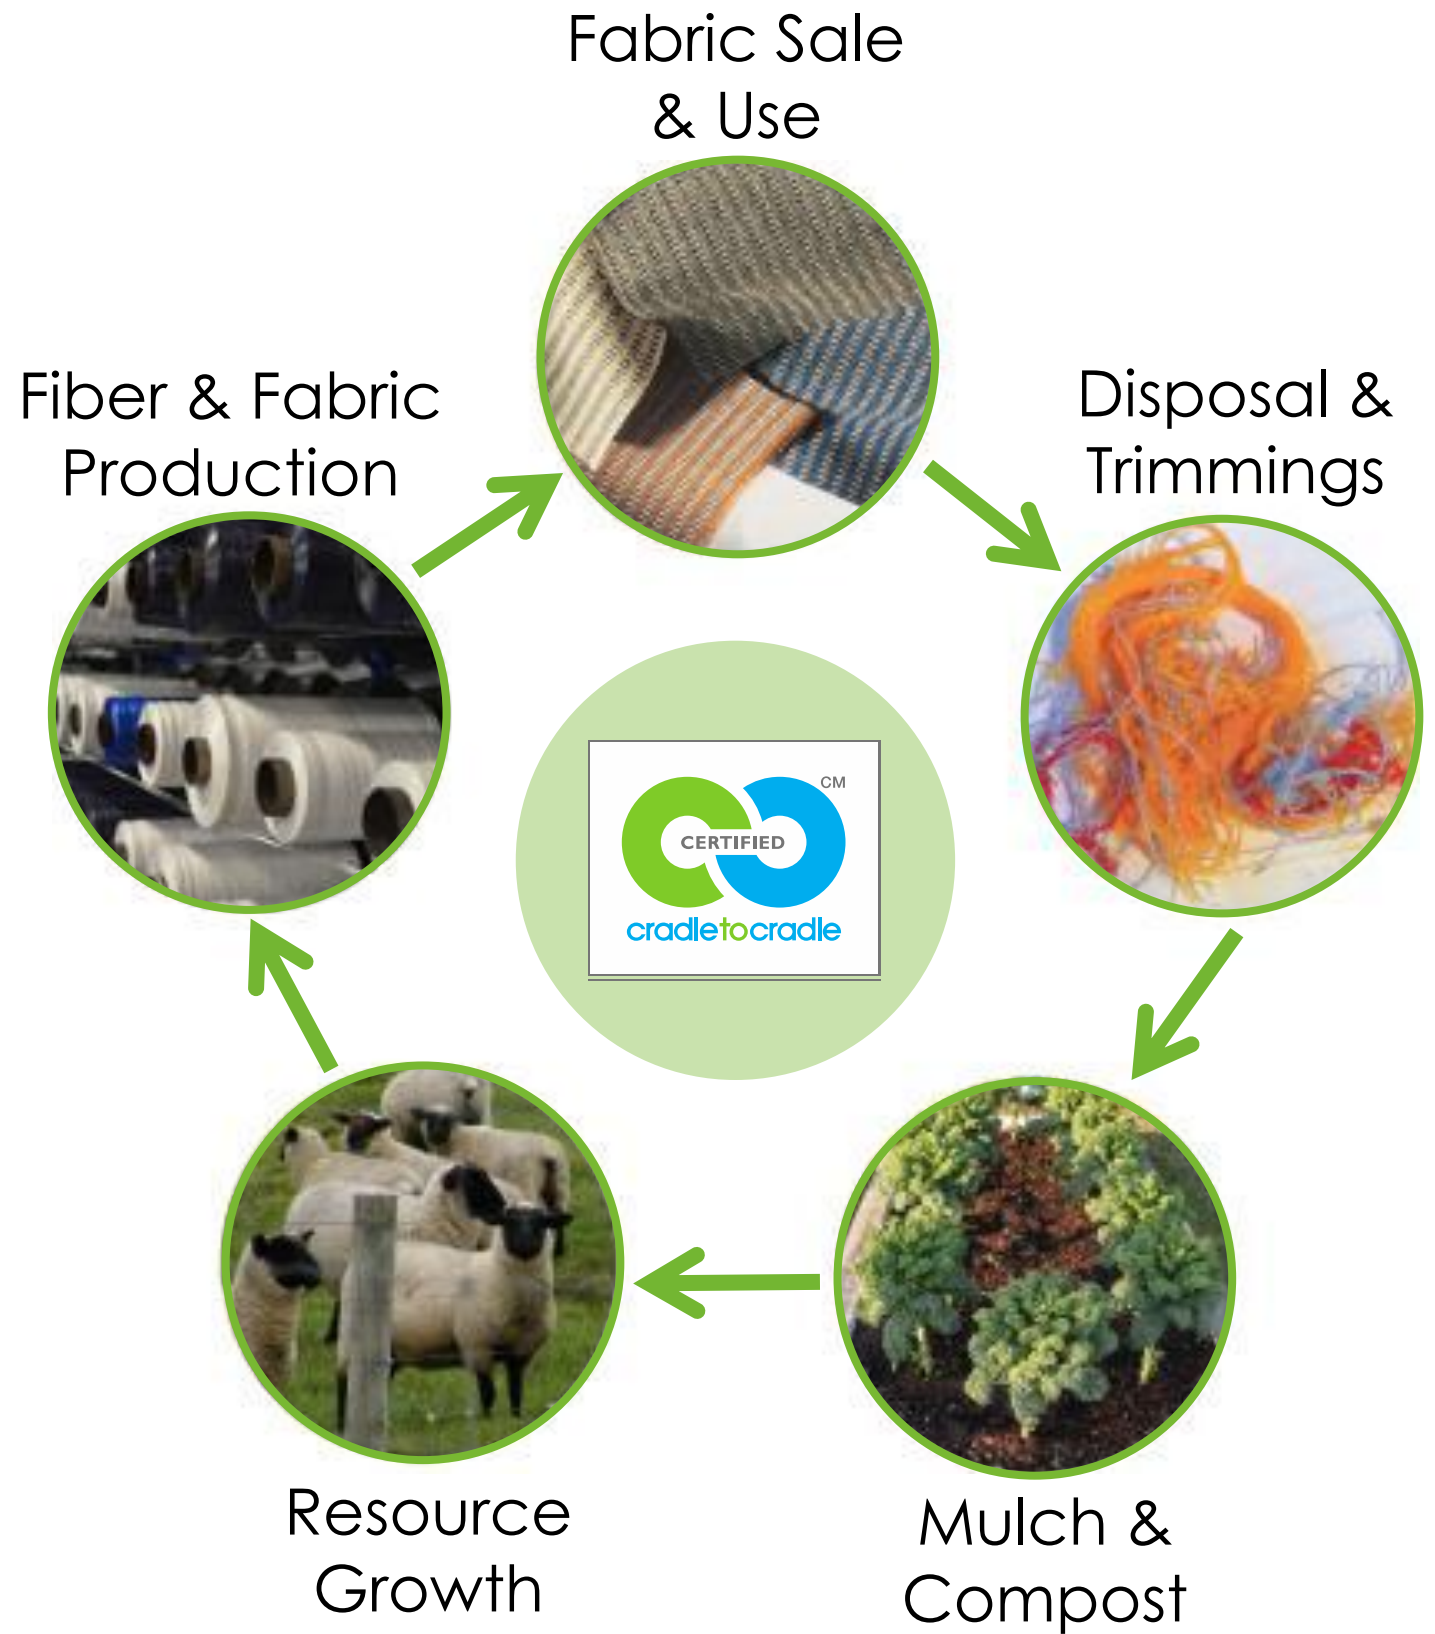 Fabric Sale
& Use
Fiber & Fabric
Production
Disposal &
Trimmings
CM
CERTIFIED
cradletocradle
Resource
Growth
Mulch &
Compost